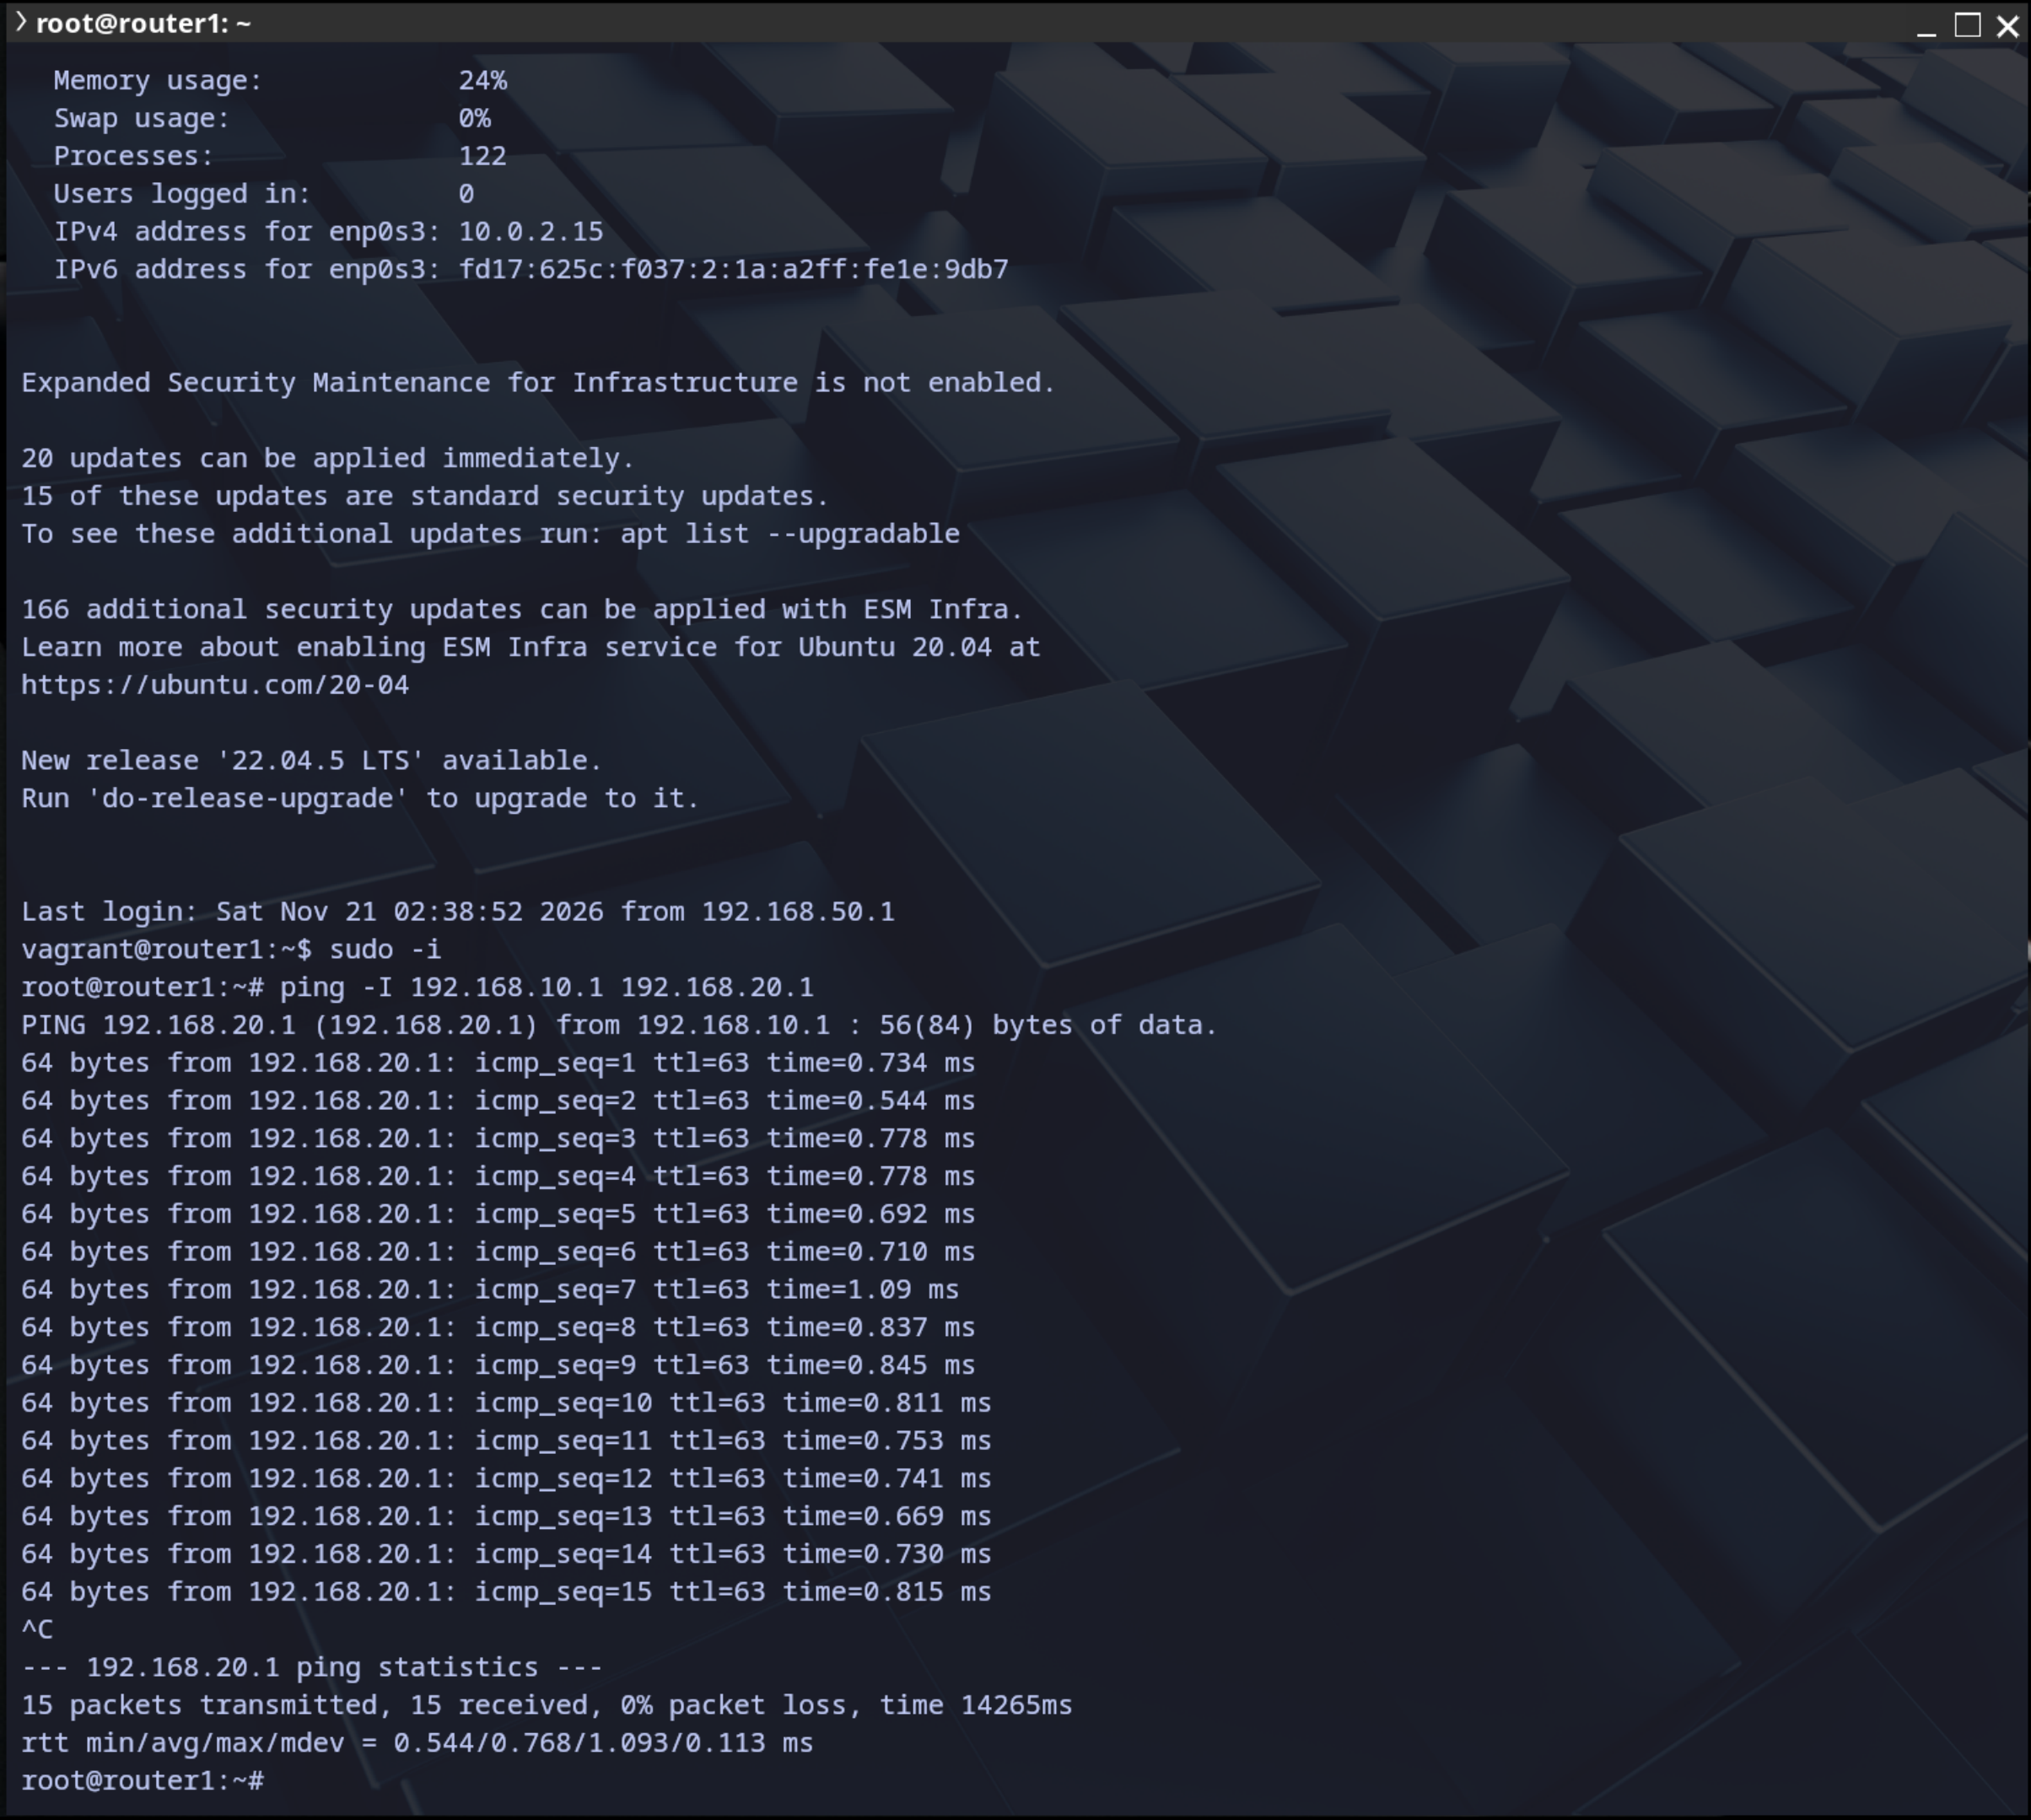 root@router1: ~
Memory usage: 24%
Swap usage: 0%
Processes: 122
Users logged in: 0
IPv4 address for enp0s3: 10.0.2.15
IPv6 address for enp0s3: fd17:625c:f037:2:1a:a2ff:fe1e:9db7
Expanded Security Maintenance for Infrastructure is not enabled.
20 updates can be applied immediately.
15 of these updates are standard security updates.
To see these additional updates run: apt list --upgradable
166 additional security updates can be applied with ESM Infra.
Learn more about enabling ESM Infra service for Ubuntu 20.04 at
https://ubuntu.com/20-04
New release '22.04.5 LTS' available.
Run 'do-release-upgrade' to upgrade to it.
Last login: Sat Nov 21 02:38:52 2026 from 192.168.50.1
vagrant@router1:~$ sudo -i
root@router1:~# ping -I 192.168.10.1 192.168.20.1
PING 192.168.20.1 (192.168.20.1) from 192.168.10.1 : 56(84) bytes of data.
64 bytes from 192.168.20.1: icmp_seq=1 ttl=63 time=0.734 ms
64 bytes from 192.168.20.1: icmp_seq=2 ttl=63 time=0.544 ms
64 bytes from 192.168.20.1: icmp_seq=3 ttl=63 time=0.778 ms
64 bytes from 192.168.20.1: icmp_seq=4 ttl=63 time=0.778 ms
64 bytes from 192.168.20.1: icmp_seq=5 ttl=63 time=0.692 ms
64 bytes from 192.168.20.1: icmp_seq=6 ttl=63 time=0.710 ms
64 bytes from 192.168.20.1: icmp_seq=7 ttl=63 time=1.09 ms
64 bytes from 192.168.20.1: icmp_seq=8 ttl=63 time=0.837 ms
64 bytes from 192.168.20.1: icmp_seq=9 ttl=63 time=0.845 ms
64 bytes from 192.168.20.1: icmp_seq=10 ttl=63 time=0.811 ms
64 bytes from 192.168.20.1: icmp_seq=11 ttl=63 time=0.753 ms
64 bytes from 192.168.20.1: icmp_seq=12 ttl=63 time=0.741 ms
64 bytes from 192.168.20.1: icmp_seq=13 ttl=63 time=0.669 ms
64 bytes from 192.168.20.1: icmp_seq=14 ttl=63 time=0.730 ms
64 bytes from 192.168.20.1: icmp_seq=15 ttl=63 time=0.815 ms
^C
--- 192.168.20.1 ping statistics ---
15 packets transmitted, 15 received, 0% packet loss, time 14265ms
rtt min/avg/max/mdev = 0.544/0.768/1.093/0.113 ms
root@router1:~#